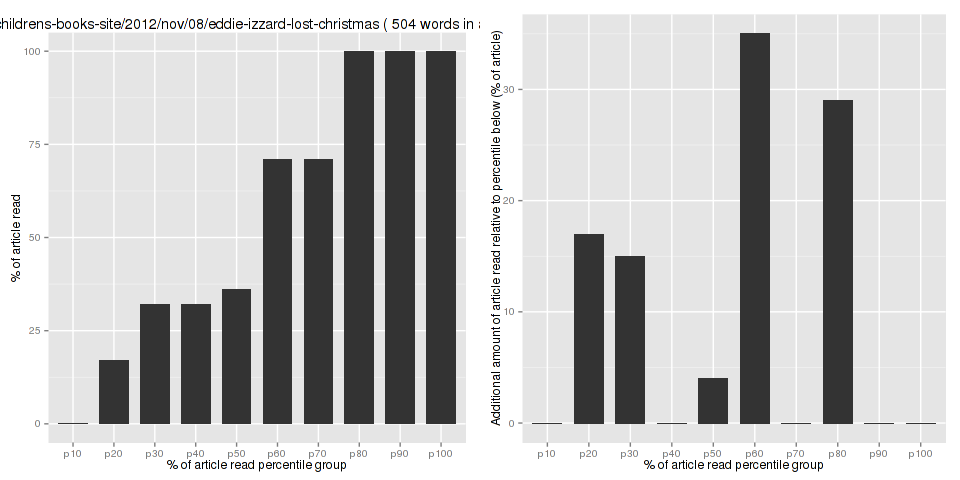 childrens-books-site/2012/nov/08/eddie-izzard-lost-christmas ( 504 words in
% of article read
100
75
50
25
0
p10 p20 p30 p40 p50 p60 p70 p80 p90 p100
% of article read percentile group
Additional amount of article read relative to percentile below (% of article)
30
20
10
0
p10 p20 p30 p40 p50 p60 p70 p80 p90 p100
% of article read percentile group